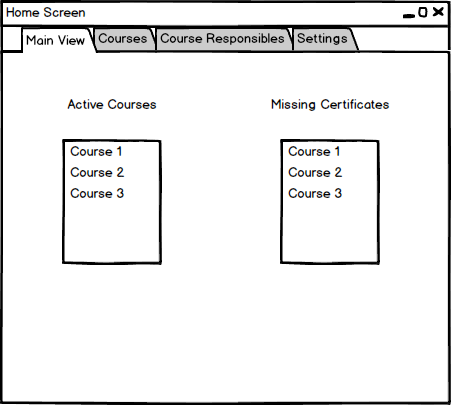 Home Screen
Main View Courses Course Responsibles Settings
Active Courses
Missing Certificates
Course 1
Course 2
Course 3
Course 1
Course 2
Course 3